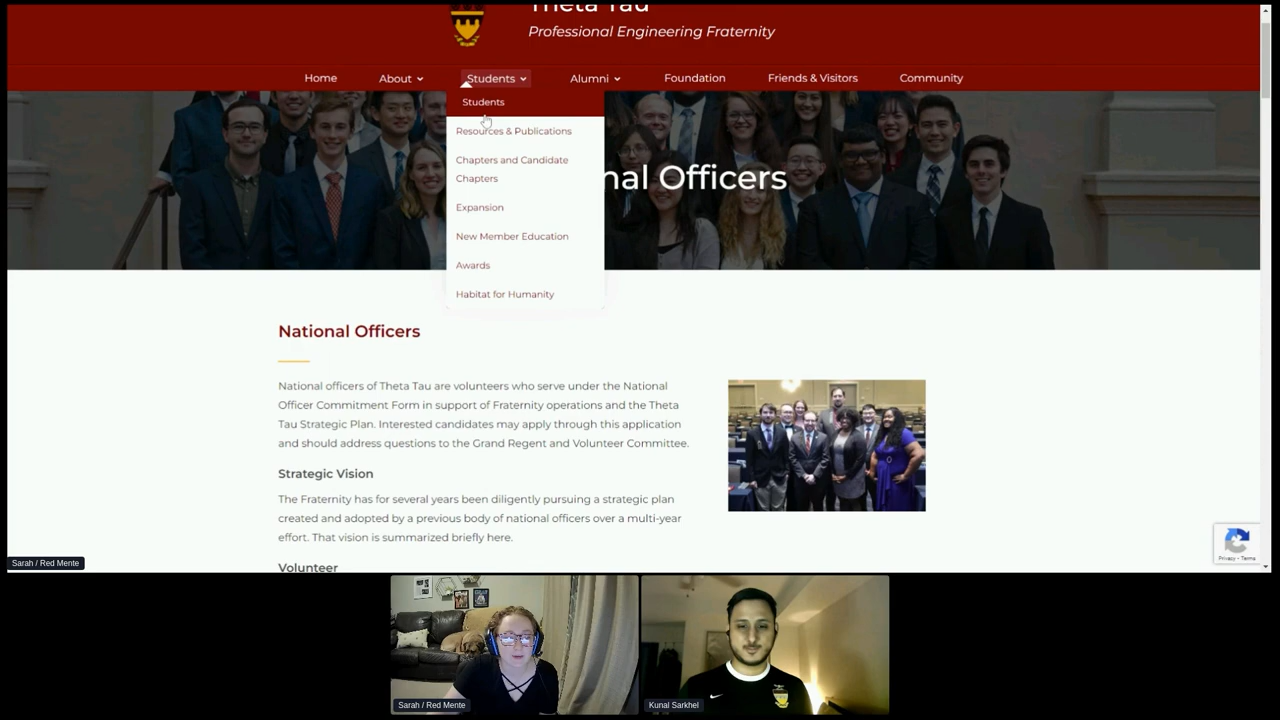 Theta Tau
Professional Engineering Fraternity
Home
About
Students
Alumni
Foundation
Friends & Visitors
Community
Students
Resources & Publications
Chapters and Candidate
Chapters
Expansion
New Member Education
Awards
Habitat for Humanity
nal Officers
National Officers
National officers of Theta Tau are volunteers who serve under the National
Officer Commitment Form in support of Fraternity operations and the Theta
Tau Strategic Plan. Interested candidates may apply through this application
and should address questions to the Grand Regent and Volunteer Committee.
Strategic Vision
The Fraternity has for several years been diligently pursuing a strategic plan
created and adopted by a previous body of national officers over a multi-year
effort. That vision is summarized briefly here.
Volunteer
Privacy - Terms
Sarah / Red Mente
Sarah / Red Mente
Kunal Sarkhel